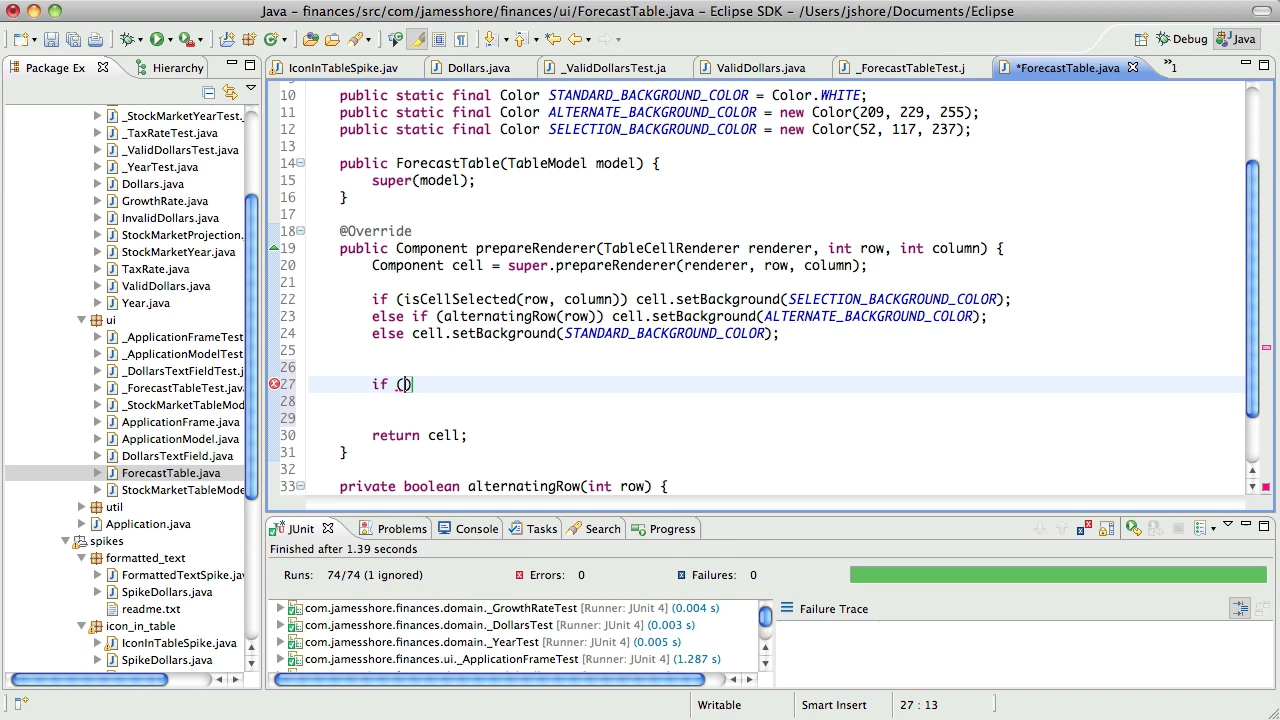 Java – finances/src/com/jamesshore/finances/ui/ForecastTable.java – Eclipse SDK – /Users/jshore/Documents/Eclipse
Debug
Java
Package Ex
Hierarchy
_StockMarketYearTest.
_TaxRateTest.java
_ValidDollarsTest.java
_YearTest.java
Dollars.java
GrowthRate.java
InvalidDollars.java
StockMarketProjection.
StockMarketYear.java
TaxRate.java
ValidDollars.java
Year.java
ui
_ApplicationFrameTest
_ApplicationModelTest
_DollarsTextFieldTest.
_ForecastTableTest.jav
_StockMarketTableMod
ApplicationFrame.java
ApplicationModel.java
DollarsTextField.java
ForecastTable.java
StockMarketTableMode
util
Application.java
spikes
formatted_text
FormattedTextSpike.jav
SpikeDollars.java
readme.txt
icon_in_table
IconInTableSpike.java
SpikeDollars.java
IconInTableSpike.jav
Dollars.java
_ValidDollarsTest.ja
ValidDollars.java
_ForecastTableTest.j
*ForecastTable.java
»1
10 public static final Color STANDARD_BACKGROUND_COLOR = Color.WHITE;
11 public static final Color ALTERNATE_BACKGROUND_COLOR = new Color(209, 229, 255);
12 public static final Color SELECTION_BACKGROUND_COLOR = new Color(52, 117, 237);
13
14 public ForecastTable(TableModel model) {
15 super(model);
16 }
17
18 @Override
19 public Component prepareRenderer(TableCellRenderer renderer, int row, int column) {
20 Component cell = super.prepareRenderer(renderer, row, column);
21
22 if (isCellSelected(row, column)) cell.setBackground(SELECTION_BACKGROUND_COLOR);
23 else if (alternatingRow(row)) cell.setBackground(ALTERNATE_BACKGROUND_COLOR);
24 else cell.setBackground(STANDARD_BACKGROUND_COLOR);
25
26
27 if ()
28
29
30 return cell;
31 }
32
33 private boolean alternatingRow(int row) {
JUnit
Problems
Console
Tasks
Search
Progress
Finished after 1.39 seconds
Runs: 74/74 (1 ignored)
Errors: 0
Failures: 0
com.jamesshore.finances.domain._GrowthRateTest [Runner: JUnit 4] (0.004 s)
com.jamesshore.finances.domain._DollarsTest [Runner: JUnit 4] (0.003 s)
com.jamesshore.finances.domain._YearTest [Runner: JUnit 4] (0.005 s)
com.jamesshore.finances.ui._ApplicationFrameTest [Runner: JUnit 4] (1.287 s)
Failure Trace
Writable
Smart Insert
27 : 13